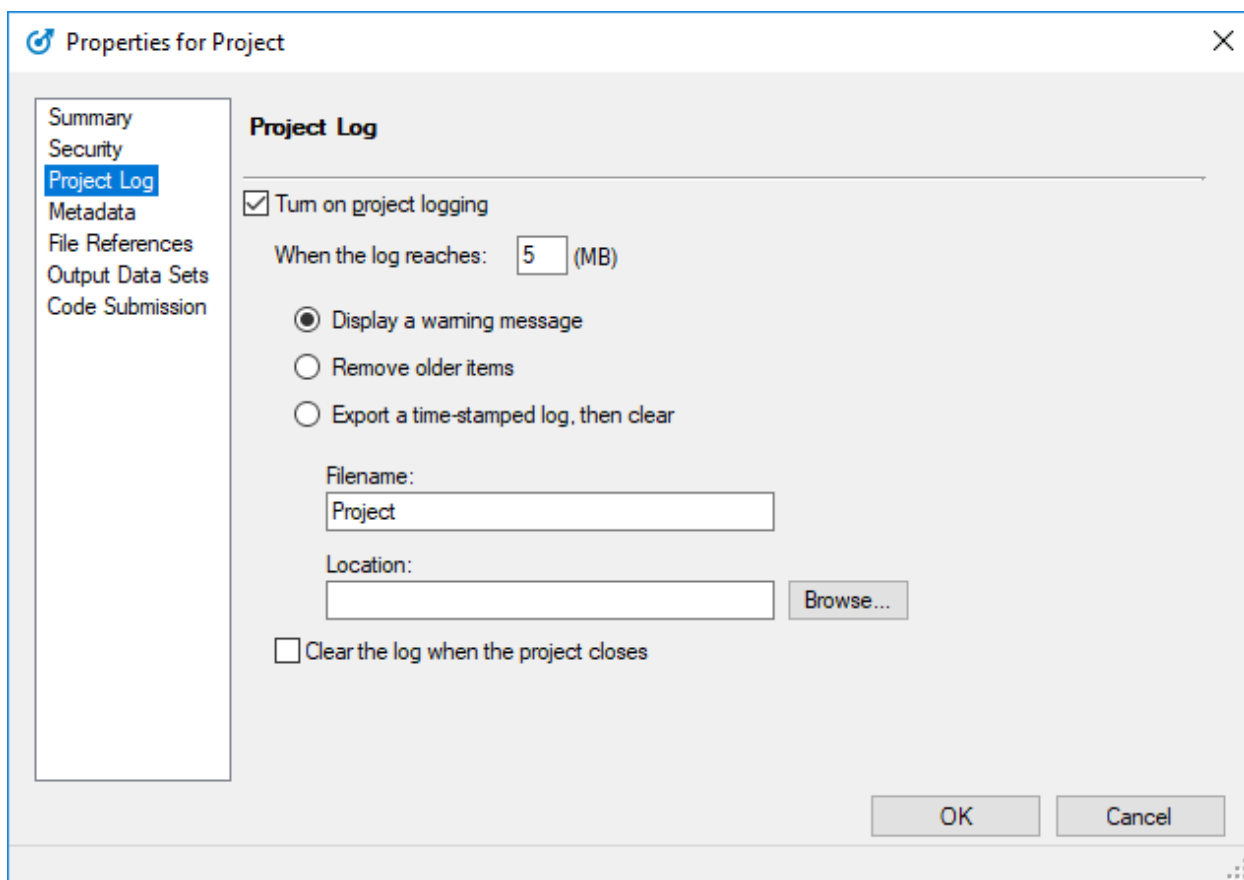 Properties for Project
Summary
Security
Project Log
Metadata
File References
Output Data Sets
Code Submission
Project Log
Turn on project logging
When the log reaches: 5 (MB)
Display a warning message
Remove older items
Export a time-stamped log, then clear
Filename:
Project
Location:
Browse...
Clear the log when the project closes
OK Cancel